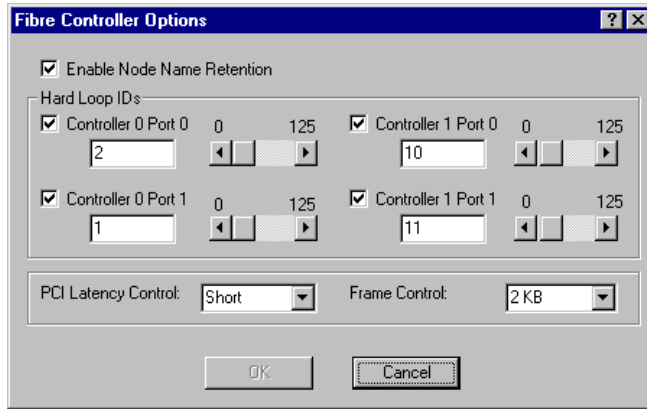 Fibre Controller Options
Enable Node Name Retention
Hard Loop IDs
Controller 0 Port 0 0 125 Controller 1 Port 0 0 125
2 10
Controller 0 Port 1 0 125 Controller 1 Port 1 0 125
1 11
PCI Latency Control: Short Frame Control: 2 KB
OK Cancel